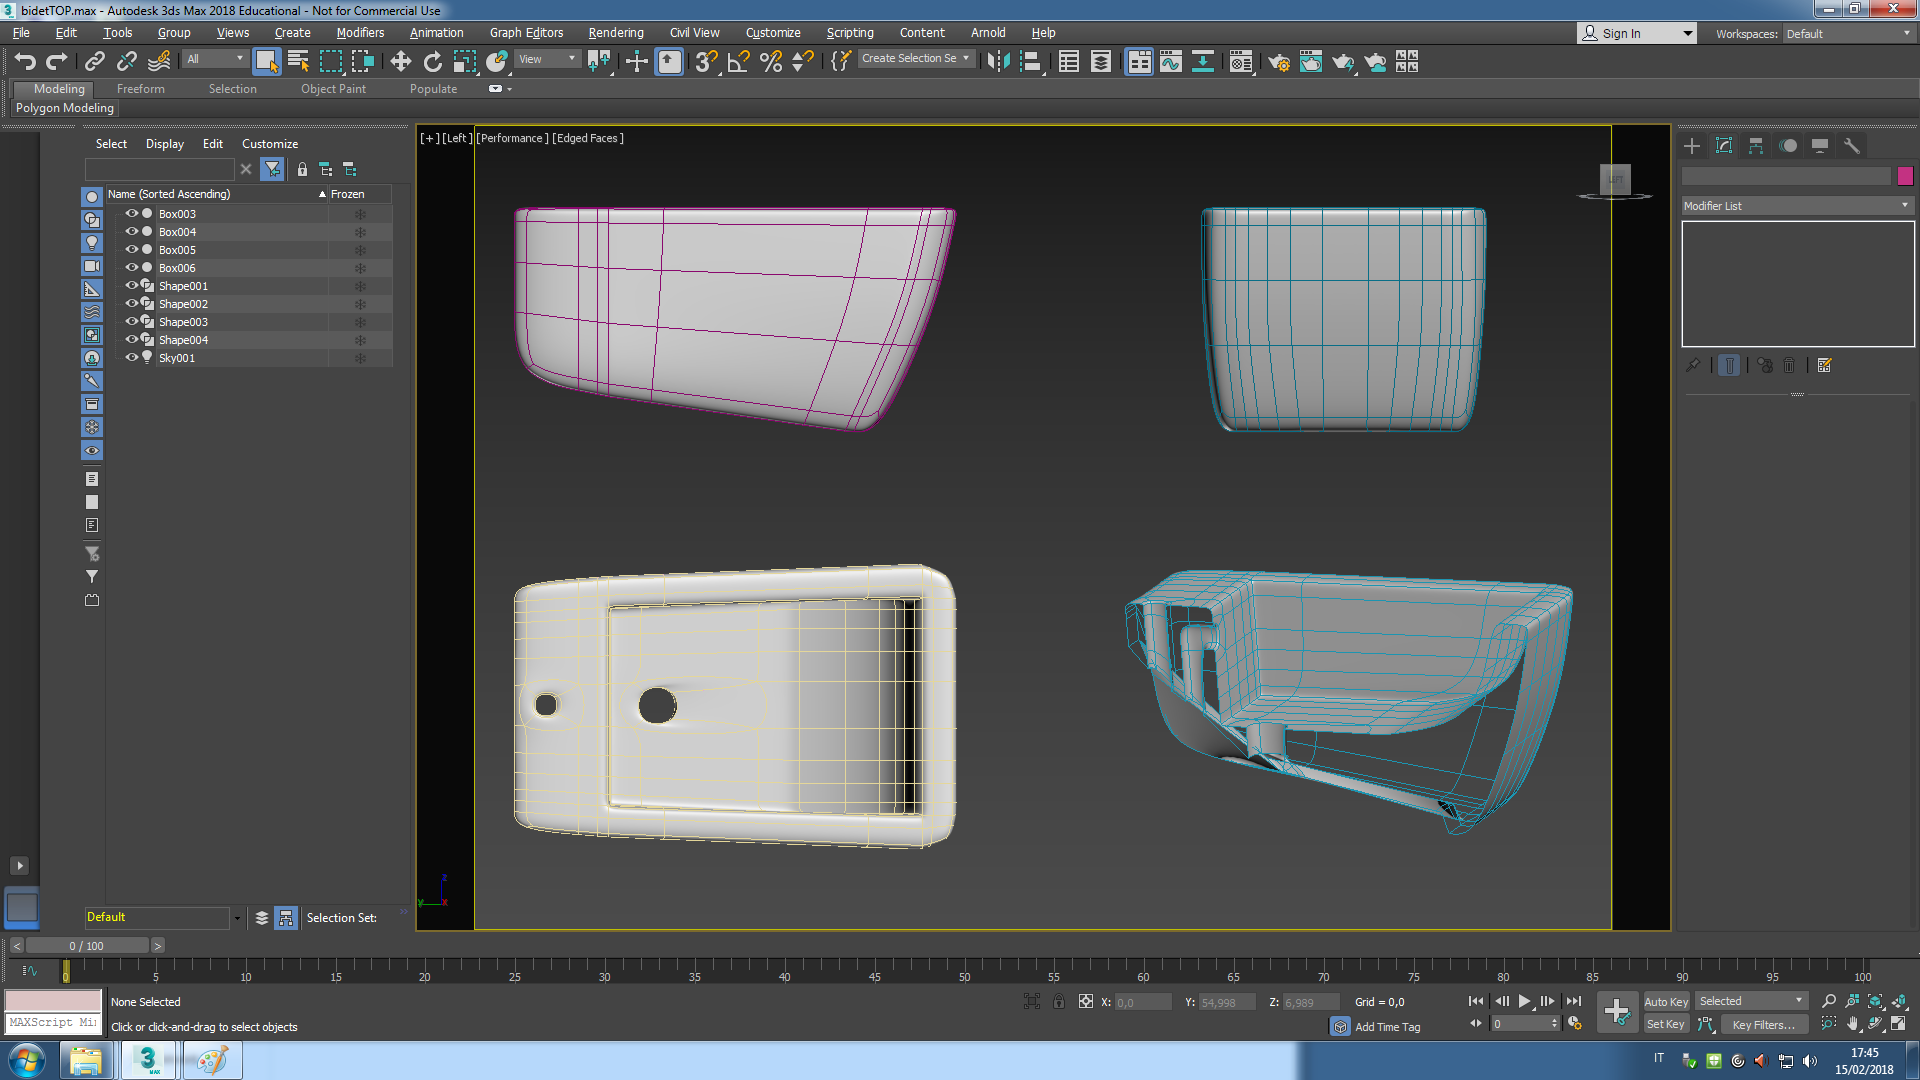 bidetTOP.max - Autodesk 3ds Max 2018 Educational - Not for Commercial Use
File Edit Tools Group Views Create Modifiers Animation Graph Editors Rendering Civil View Customize Scripting Content Arnold Help
Sign In
Workspaces: Default
All
View
Create Selection Se
Modeling Freeform Selection Object Paint Populate
Polygon Modeling
Select Display Edit Customize
Name (Sorted Ascending) Frozen
Box003
Box004
Box005
Box006
Shape001
Shape002
Shape003
Shape004
Sky001
[+] [Left] [Performance] [Edged Faces]
LEFT
Modifier List
z
y x
Default
Selection Set:
< 0 / 100 >
0 5 10 15 20 25 30 35 40 45 50 55 60 65 70 75 80 85 90 95 100
None Selected
X: 0,0 Y: 54,998 Z: 6,989 Grid = 0,0
Auto Key Selected
MAXScript Mi
Click or click-and-drag to select objects
Add Time Tag
0
Set Key Key Filters...
3
MAX
IT
17:45
15/02/2018